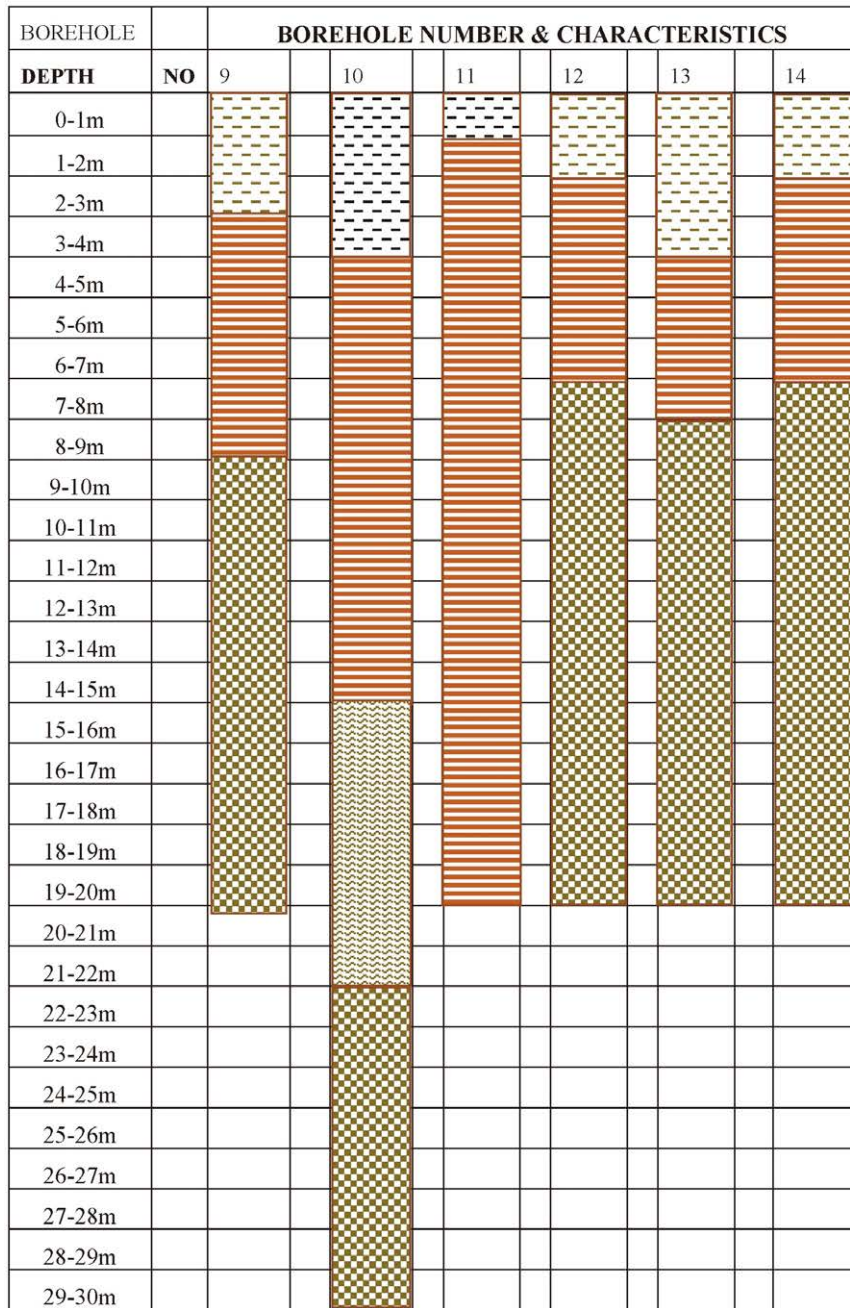 BOREHOLE BOREHOLE NUMBER & CHARACTERISTICS
DEPTH NO 9 10 11 12 13 14
0-1m
1-2m
2-3m
3-4m
4-5m
5-6m
6-7m
7-8m
8-9m
9-10m
10-11m
11-12m
12-13m
13-14m
14-15m
15-16m
16-17m
17-18m
18-19m
19-20m
20-21m
21-22m
22-23m
23-24m
24-25m
25-26m
26-27m
27-28m
28-29m
29-30m